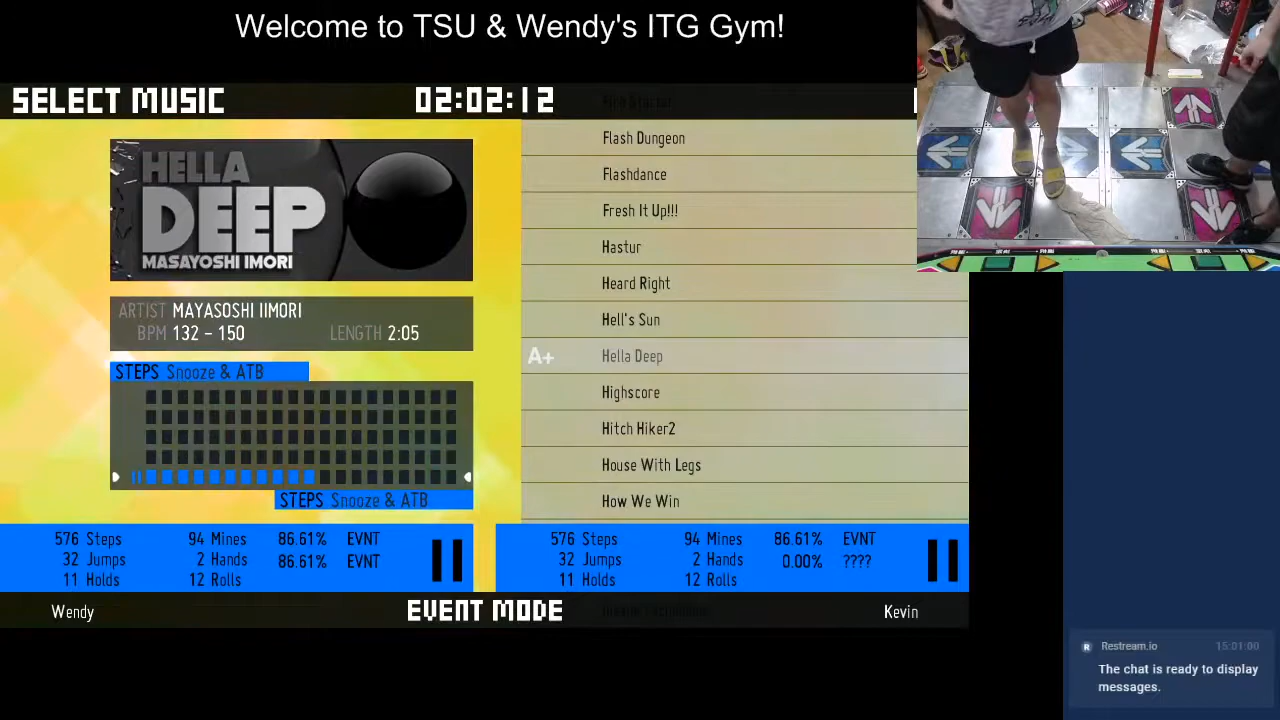 Welcome to TSU & Wendy's ITG Gym!
SELECT MUSIC
02:02:12
HELLA
DEEP
MASAYOSHI IMORI
ARTIST MAYASOSHI IIMORI
BPM 132 - 150 LENGTH 2:05
STEPS Snooze & ATB
STEPS Snooze & ATB
Flash Dungeon
Flashdance
Fresh It Up!!!
Hastur
Heard Right
Hell's Sun
A+ Hella Deep
Highscore
Hitch Hiker2
House With Legs
How We Win
576 Steps 94 Mines 86.61% EVNT
32 Jumps 2 Hands 86.61% EVNT
11 Holds 12 Rolls
11
576 Steps 94 Mines 86.61% EVNT
32 Jumps 2 Hands 0.00% ????
11 Holds 12 Rolls
11
Wendy
EVENT MODE
Kevin
R Restream.io 15:01:00
The chat is ready to display
messages.